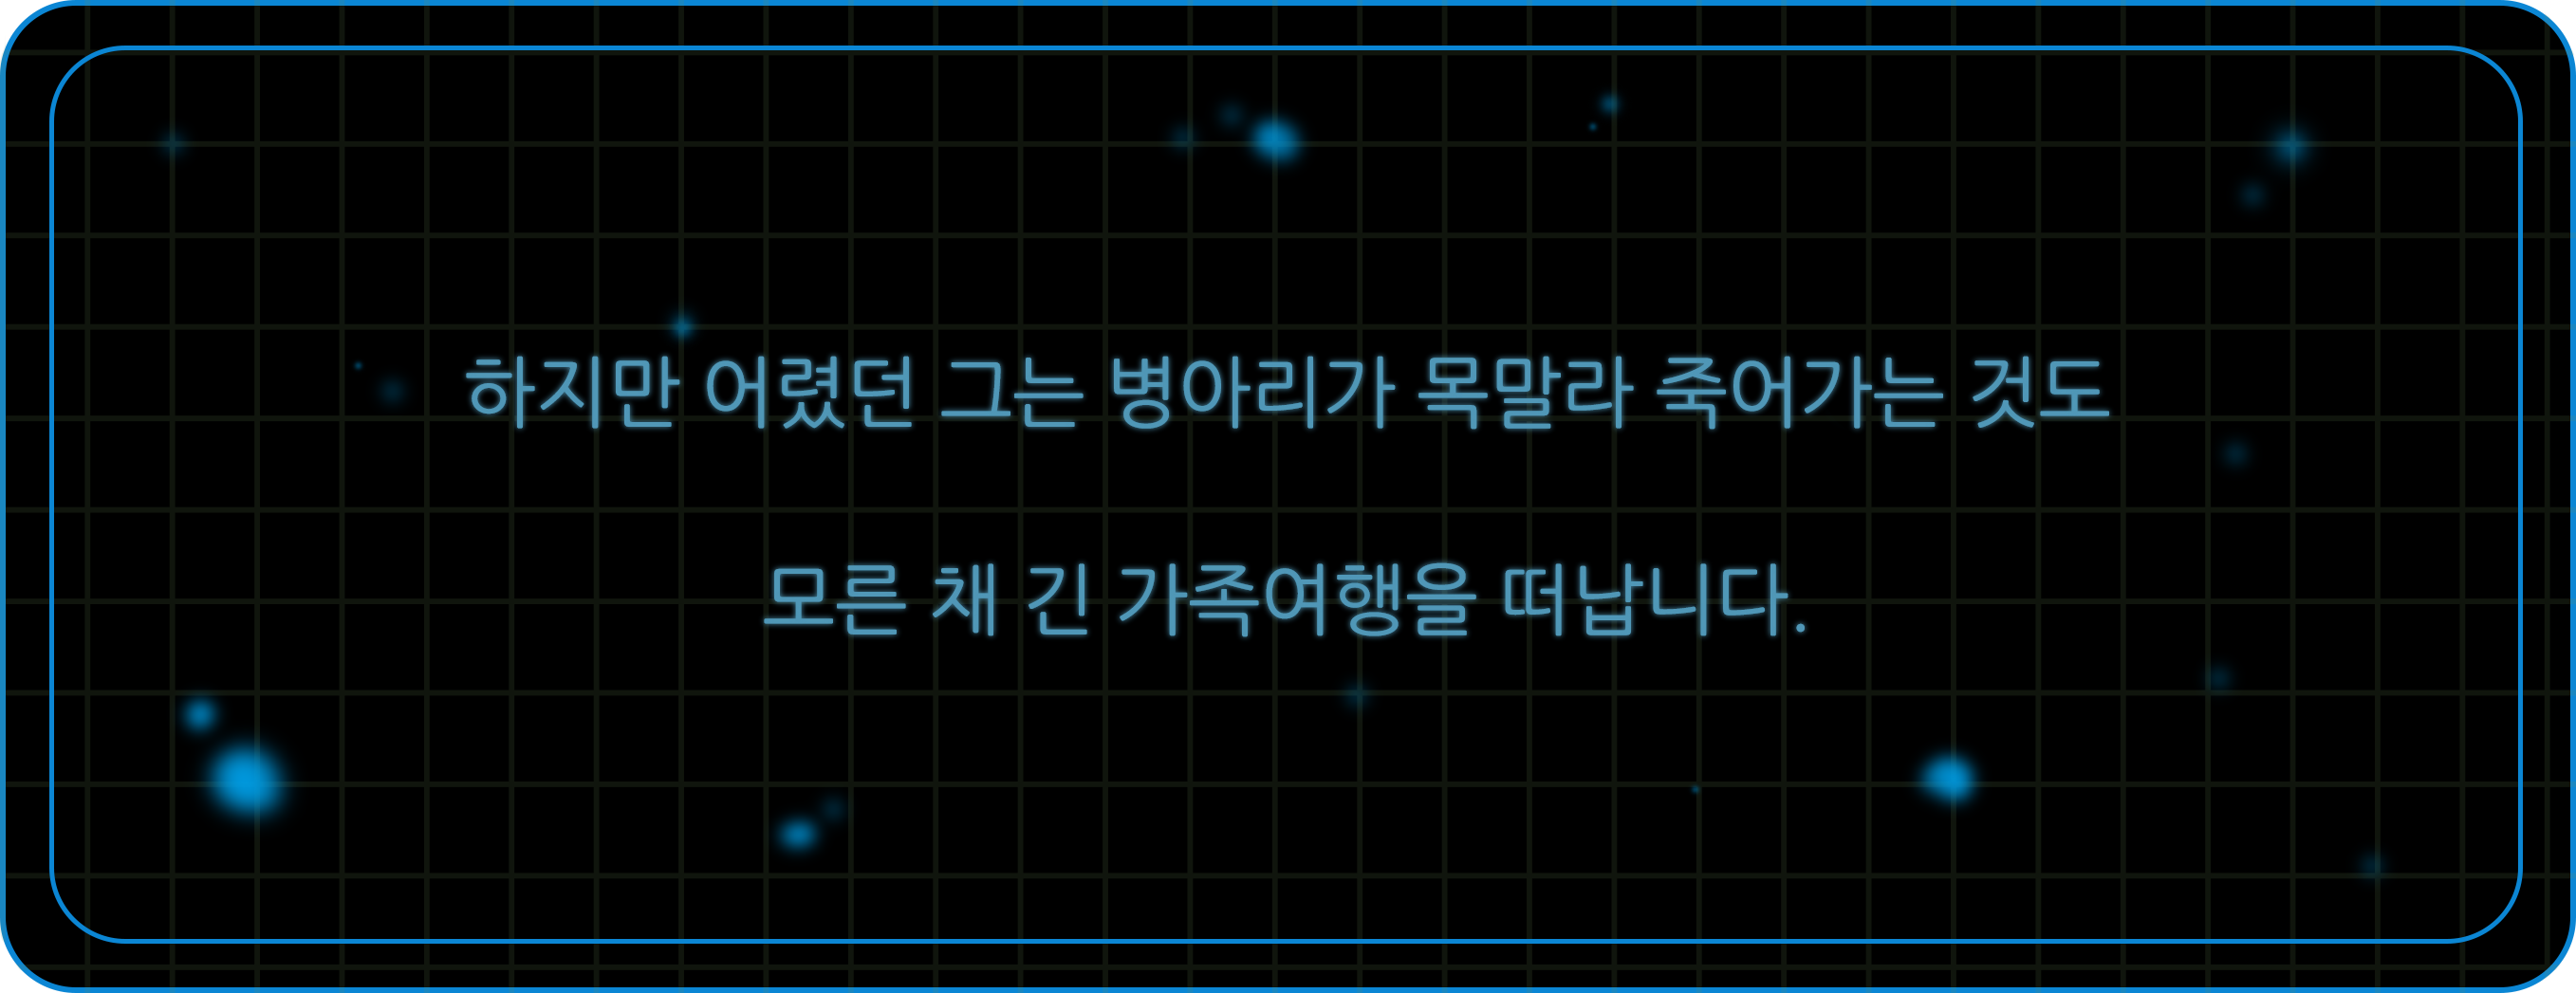 하지만 어렸던 그는 병아리가 목말라 죽어가는 것도
모른 채 긴 가족여행을 떠납니다.